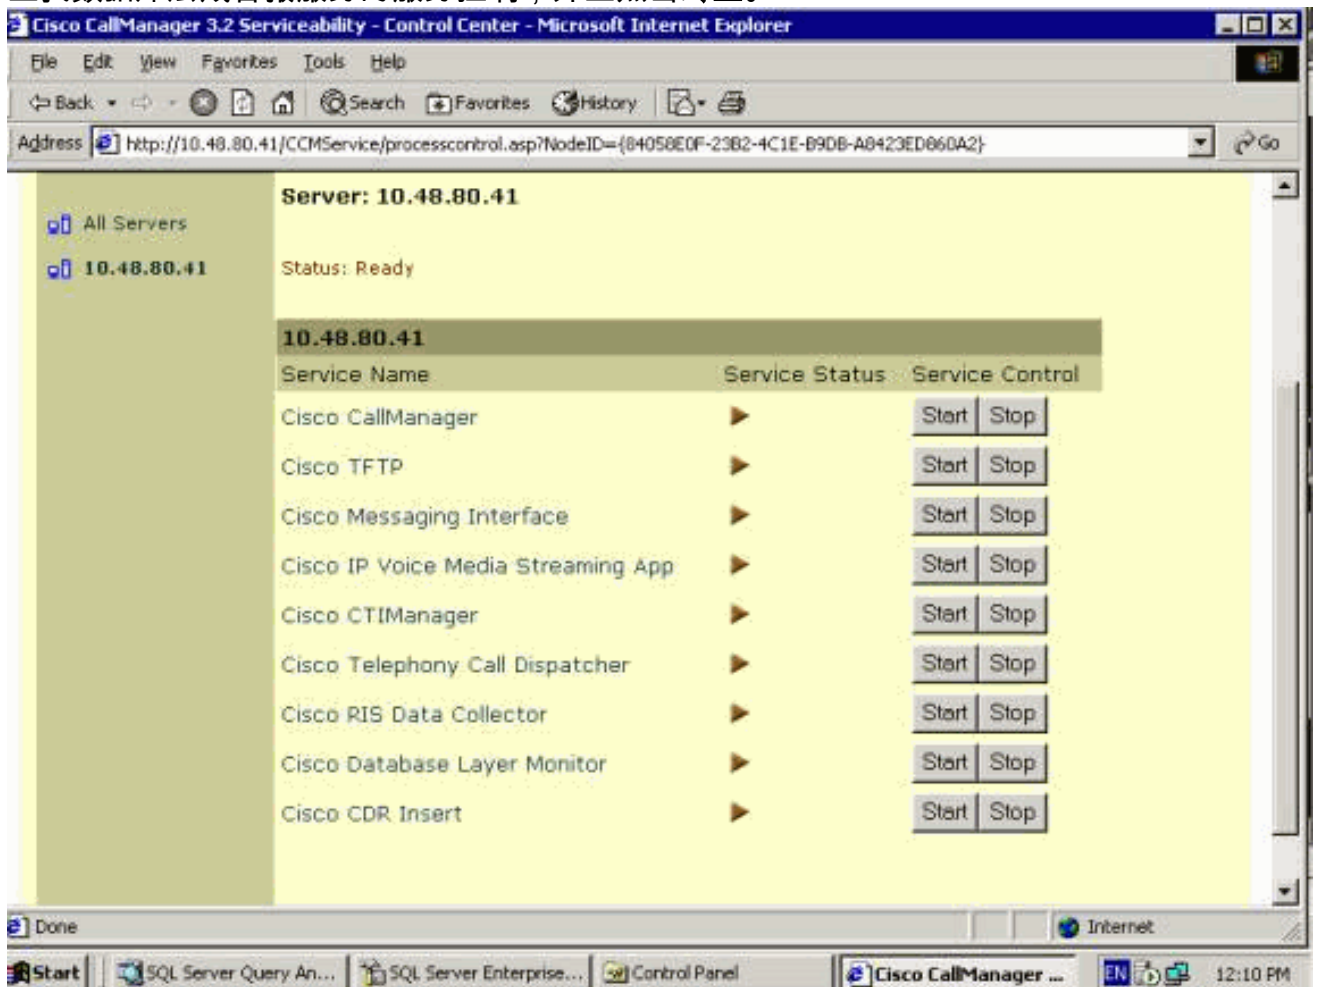 Cisco CallManager 3.2 Serviceability - Control Center - Microsoft Internet Explorer
File Edit View Favorites Tools Help
Back Search Favorites History
Address http://10.48.80.41/CCMService/processcontrol.asp?NodeID={84058E0F-23B2-4C1E-B9DB-A8423ED860A2} Go
Server: 10.48.80.41
All Servers
10.48.80.41
Status: Ready
10.48.80.41
Service Name Service Status Service Control
Cisco CallManager Start Stop
Cisco TFTP Start Stop
Cisco Messaging Interface Start Stop
Cisco IP Voice Media Streaming App Start Stop
Cisco CTIManager Start Stop
Cisco Telephony Call Dispatcher Start Stop
Cisco RIS Data Collector Start Stop
Cisco Database Layer Monitor Start Stop
Cisco CDR Insert Start Stop
Done Internet
Start SQL Server Query An... SQL Server Enterprise... Control Panel Cisco CallManager ... EN 12:10 PM